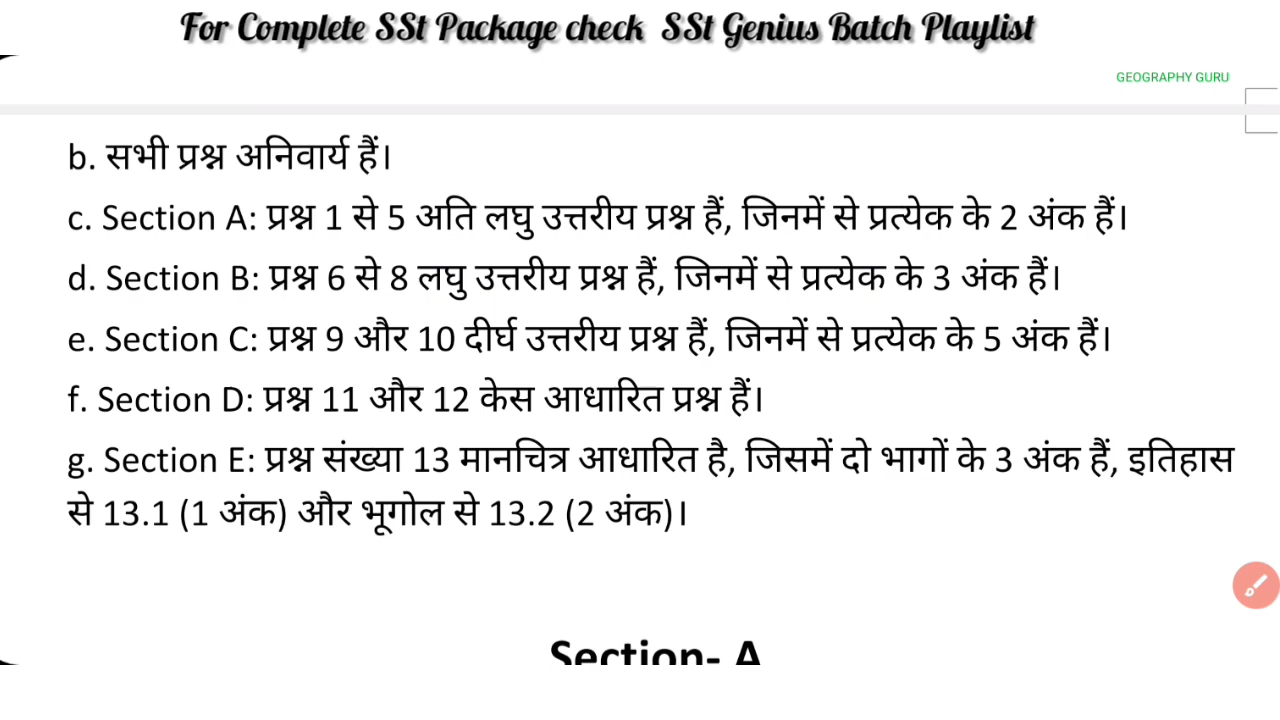 For Complete SSt Package check SSt Genius Batch Playlist
GEOGRAPHY GURU
b. सभी प्रश्न अनिवार्य हैं।
c. Section A: प्रश्न 1 से 5 अति लघु उत्तरीय प्रश्न हैं, जिनमें से प्रत्येक के 2 अंक हैं।
d. Section B: प्रश्न 6 से 8 लघु उत्तरीय प्रश्न हैं, जिनमें से प्रत्येक के 3 अंक हैं।
e. Section C: प्रश्न 9 और 10 दीर्घ उत्तरीय प्रश्न हैं, जिनमें से प्रत्येक के 5 अंक हैं।
f. Section D: प्रश्न 11 और 12 केस आधारित प्रश्न हैं।
g. Section E: प्रश्न संख्या 13 मानचित्र आधारित है, जिसमें दो भागों के 3 अंक हैं, इतिहास
से 13.1 (1 अंक) और भूगोल से 13.2 (2 अंक)।
Section- A